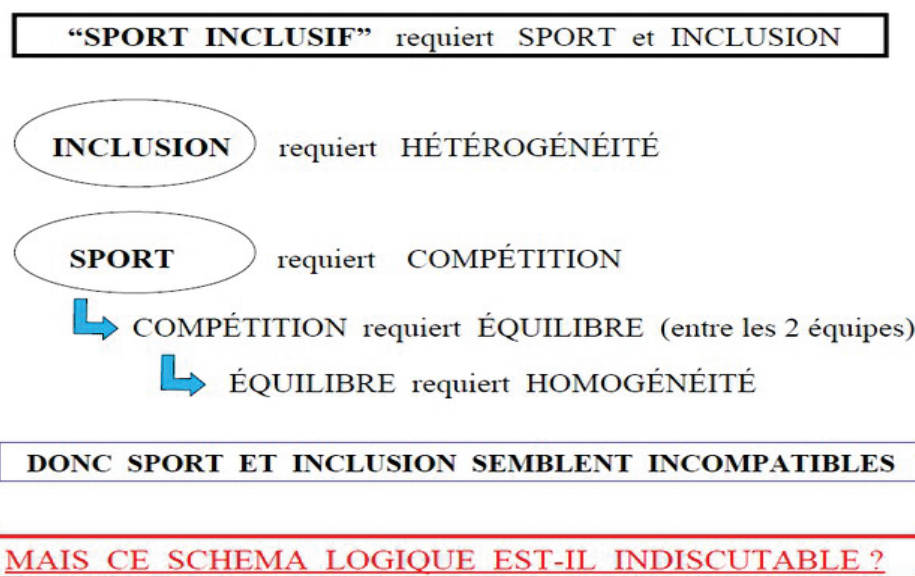 “SPORT INCLUSIF” requiert SPORT et INCLUSION
INCLUSION requiert HÉTÉROGÉNÉITÉ
SPORT requiert COMPÉTITION
COMPÉTITION requiert ÉQUILIBRE (entre les 2 équipes)
ÉQUILIBRE requiert HOMOGÉNÉITÉ
DONC SPORT ET INCLUSION SEMBLENT INCOMPATIBLES
MAIS CE SCHEMA LOGIQUE EST-IL INDISCUTABLE ?